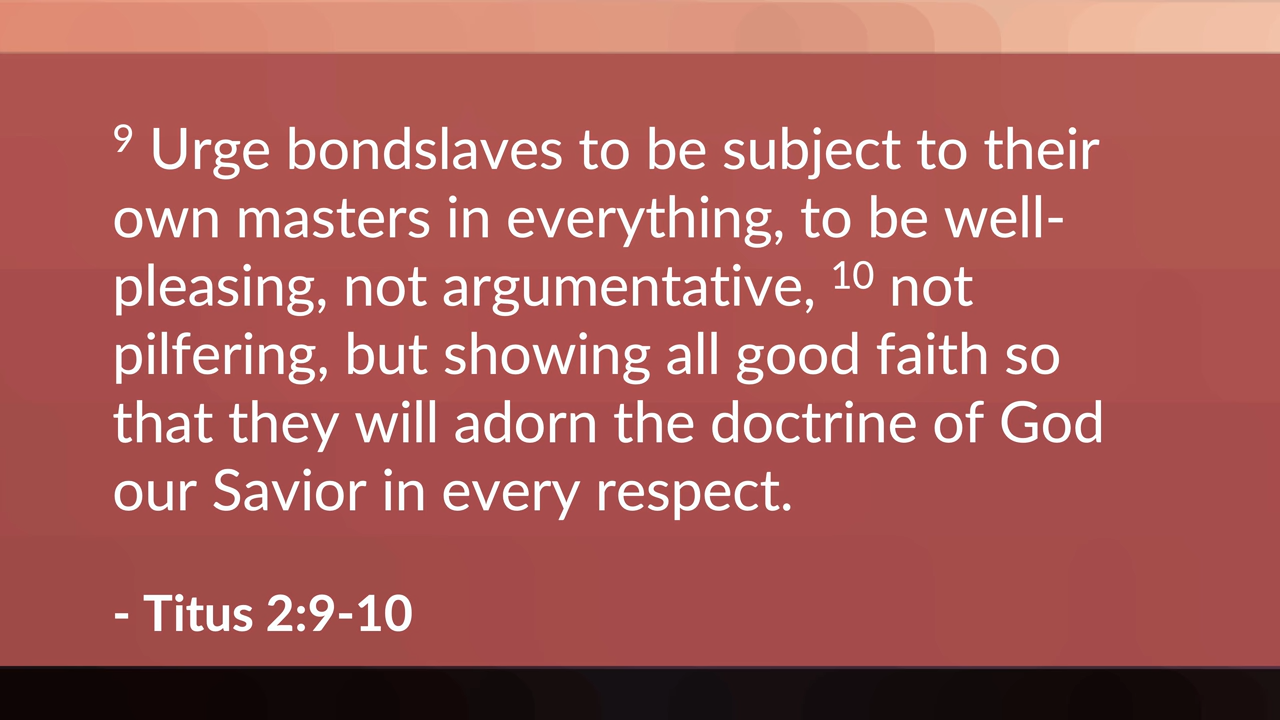 ⁹ Urge bondslaves to be subject to their
own masters in everything, to be well-
pleasing, not argumentative, ¹⁰ not
pilfering, but showing all good faith so
that they will adorn the doctrine of God
our Savior in every respect.
- Titus 2:9-10